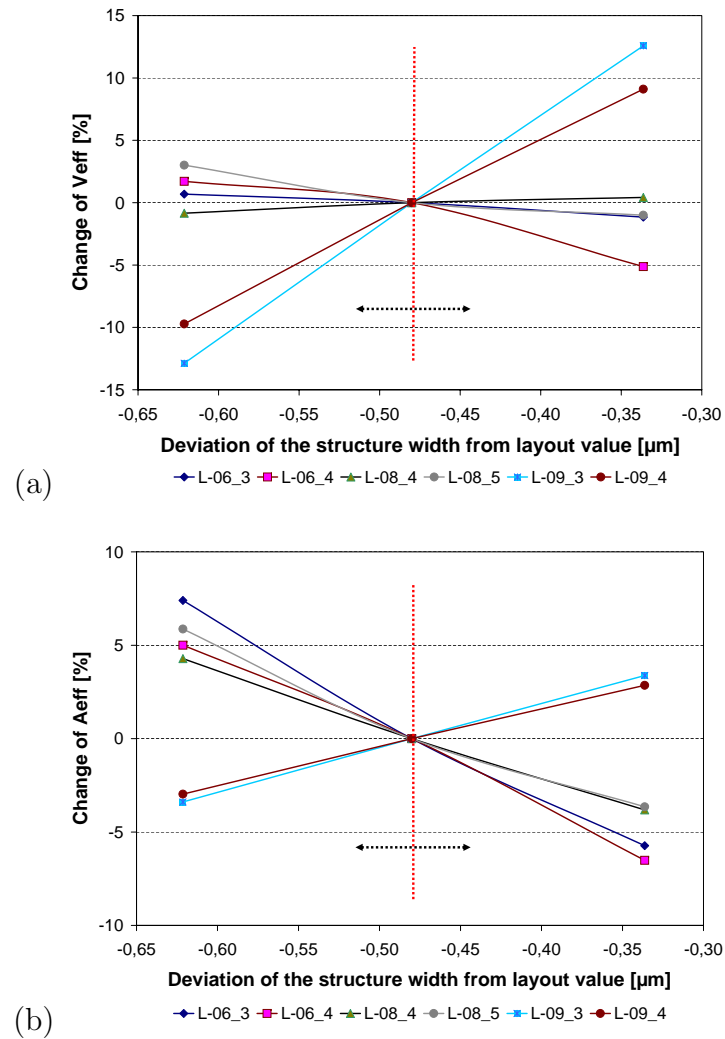 15
10
5
0
-5
-10
-15
Change of Veff [%]
-0,65 -0,60 -0,55 -0,50 -0,45 -0,40 -0,35 -0,30
Deviation of the structure width from layout value [µm]
(a)
L-06_3 L-06_4 L-08_4 L-08_5 L-09_3 L-09_4
10
5
0
-5
-10
Change of Aeff [%]
-0,65 -0,60 -0,55 -0,50 -0,45 -0,40 -0,35 -0,30
Deviation of the structure width from layout value [µm]
(b)
L-06_3 L-06_4 L-08_4 L-08_5 L-09_3 L-09_4